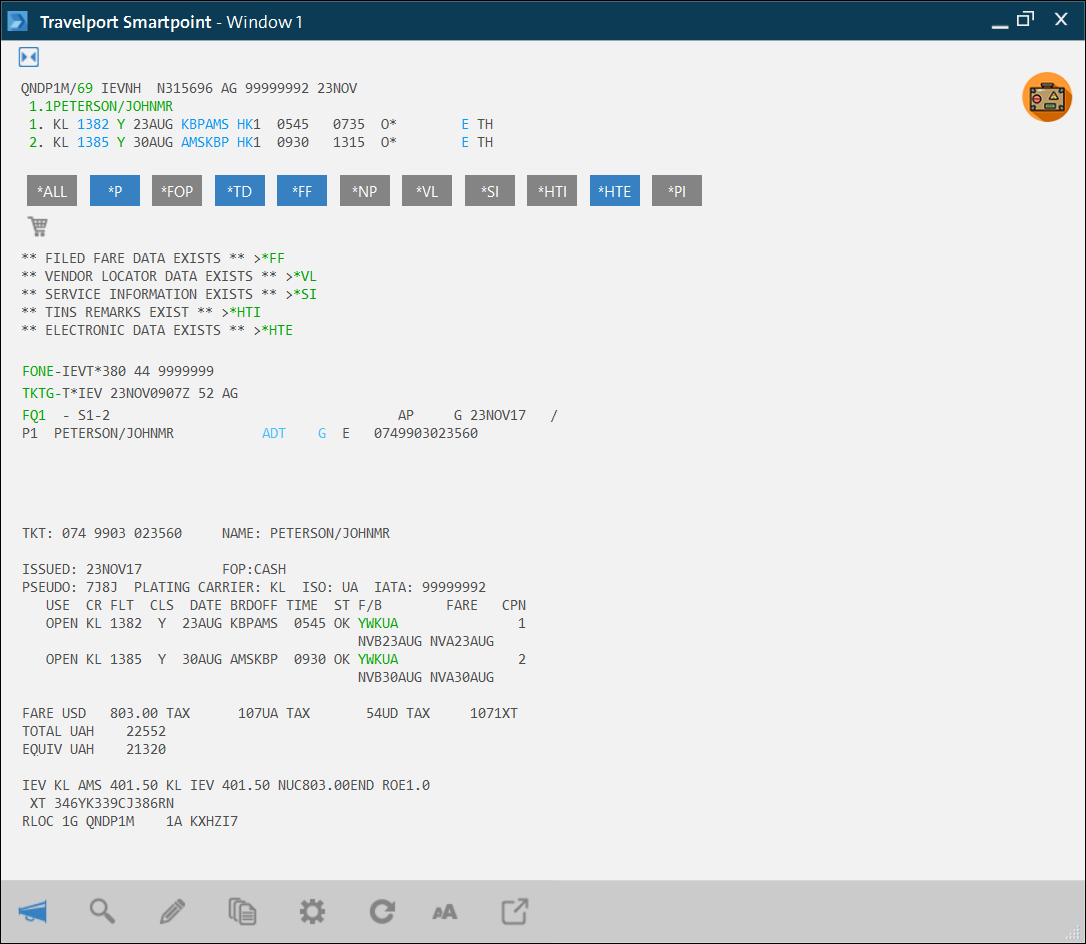 Travelport Smartpoint - Window 1
QNDP1M/69 IEVNH  N315696 AG 99999992 23NOV
1.1PETERSON/JOHNMR
1. KL 1382 Y 23AUG KBPAMS HK1  0545   0735  O*        E TH
2. KL 1385 Y 30AUG AMSKBP HK1  0930   1315  O*        E TH
*ALL *P *FOP *TD *FF *NP *VL *SI *HTI *HTE *PI
** FILED FARE DATA EXISTS ** >*FF
** VENDOR LOCATOR DATA EXISTS ** >*VL
** SERVICE INFORMATION EXISTS ** >*SI
** TINS REMARKS EXIST ** >*HTI
** ELECTRONIC DATA EXISTS ** >*HTE
FONE-IEVT*380 44 9999999
TKTG-T*IEV 23NOV0907Z 52 AG
FQ1  - S1-2                                    AP     G 23NOV17   /
P1  PETERSON/JOHNMR           ADT    G  E   0749903023560
TKT: 074 9903 023560     NAME: PETERSON/JOHNMR
ISSUED: 23NOV17          FOP:CASH
PSEUDO: 7J8J  PLATING CARRIER: KL  ISO: UA  IATA: 99999992
USE  CR FLT  CLS  DATE BRDOFF TIME  ST F/B        FARE   CPN
OPEN KL 1382  Y  23AUG KBPAMS  0545 OK YWKUA               1
NVB23AUG NVA23AUG
OPEN KL 1385  Y  30AUG AMSKBP  0930 OK YWKUA               2
NVB30AUG NVA30AUG
FARE USD   803.00 TAX      107UA TAX       54UD TAX     1071XT
TOTAL UAH    22552
EQUIV UAH    21320
IEV KL AMS 401.50 KL IEV 401.50 NUC803.00END ROE1.0
XT 346YK339CJ386RN
RLOC 1G QNDP1M    1A KXHZI7
AA